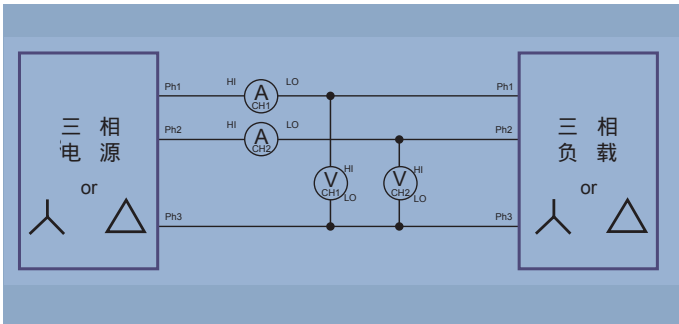 三 相
电 源
or
三 相
负 载
or
Ph1
HI
A
CH1
LO
Ph1
Ph2
HI
A
CH2
LO
Ph2
V
CH1
HI
LO
V
CH2
HI
LO
Ph3
Ph3